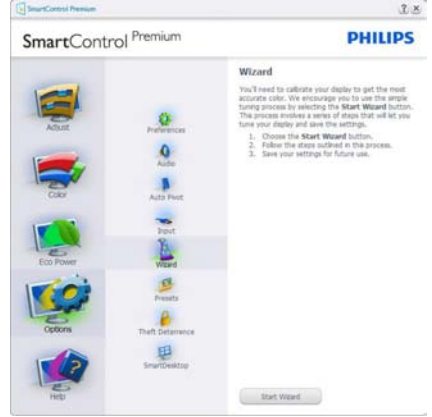 SmartControl Premium
SmartControl Premium
PHILIPS
Adjust
Color
Eco Power
Options
Help
Preferences
Audio
Auto Pivot
Input
Wizard
Presets
Theft Deterrence
SmartDesktop
Wizard
You'll need to calibrate your display to get the most
accurate color. We encourage you to use the simple
tuning process by selecting the Start Wizard button.
This process involves a series of steps that will let you
tune your display and save the settings.
1. Choose the Start Wizard button.
2. Follow the steps outlined in the process.
3. Save your settings for future use.
Start Wizard